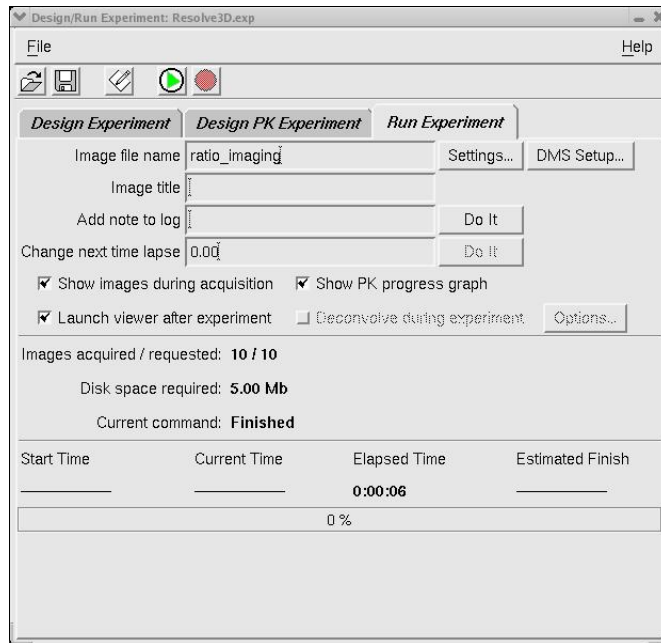 Design/Run Experiment: Resolve3D.exp
File Help
Design Experiment Design PK Experiment Run Experiment
Image file name ratio_imaging Settings... DMS Setup...
Image title
Add note to log Do It
Change next time lapse 0.00 Do It
Show images during acquisition Show PK progress graph
Launch viewer after experiment Deconvolve during experiment Options...
Images acquired / requested: 10 / 10
Disk space required: 5.00 Mb
Current command: Finished
Start Time Current Time Elapsed Time Estimated Finish
0:00:06
0 %